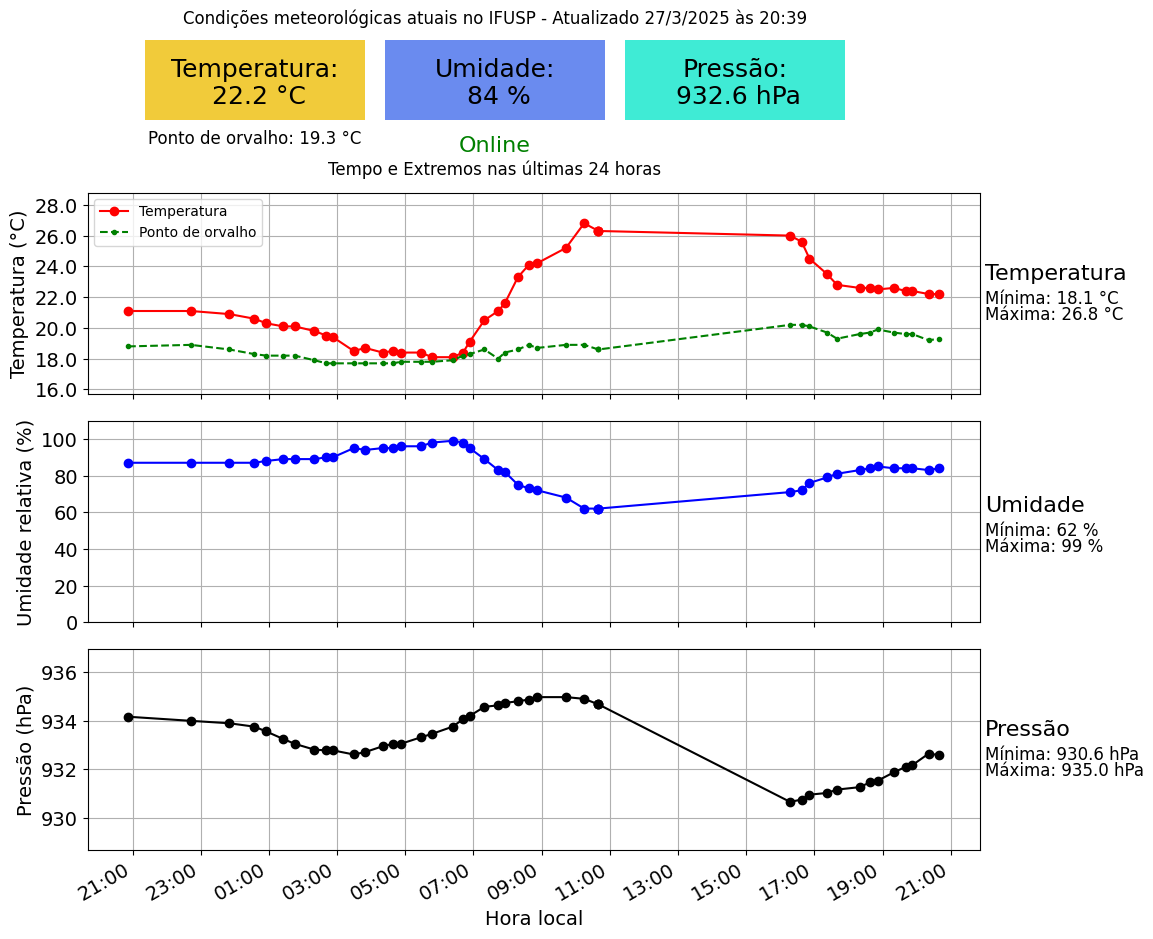 Condições meteorológicas atuais no IFUSP - Atualizado 27/3/2025 às 20:39
Temperatura:
22.2 °C
Umidade:
84 %
Pressão:
932.6 hPa
Ponto de orvalho: 19.3 °C
Online
Tempo e Extremos nas últimas 24 horas
Temperatura (°C)
28.0
26.0
24.0
22.0
20.0
18.0
16.0
Temperatura
Ponto de orvalho
Temperatura
Mínima: 18.1 °C
Máxima: 26.8 °C
Umidade relativa (%)
100
80
60
40
20
0
Umidade
Mínima: 62 %
Máxima: 99 %
Pressão (hPa)
936
934
932
930
Pressão
Mínima: 930.6 hPa
Máxima: 935.0 hPa
21:00 23:00 01:00 03:00 05:00 07:00 09:00 11:00 13:00 15:00 17:00 19:00 21:00
Hora local